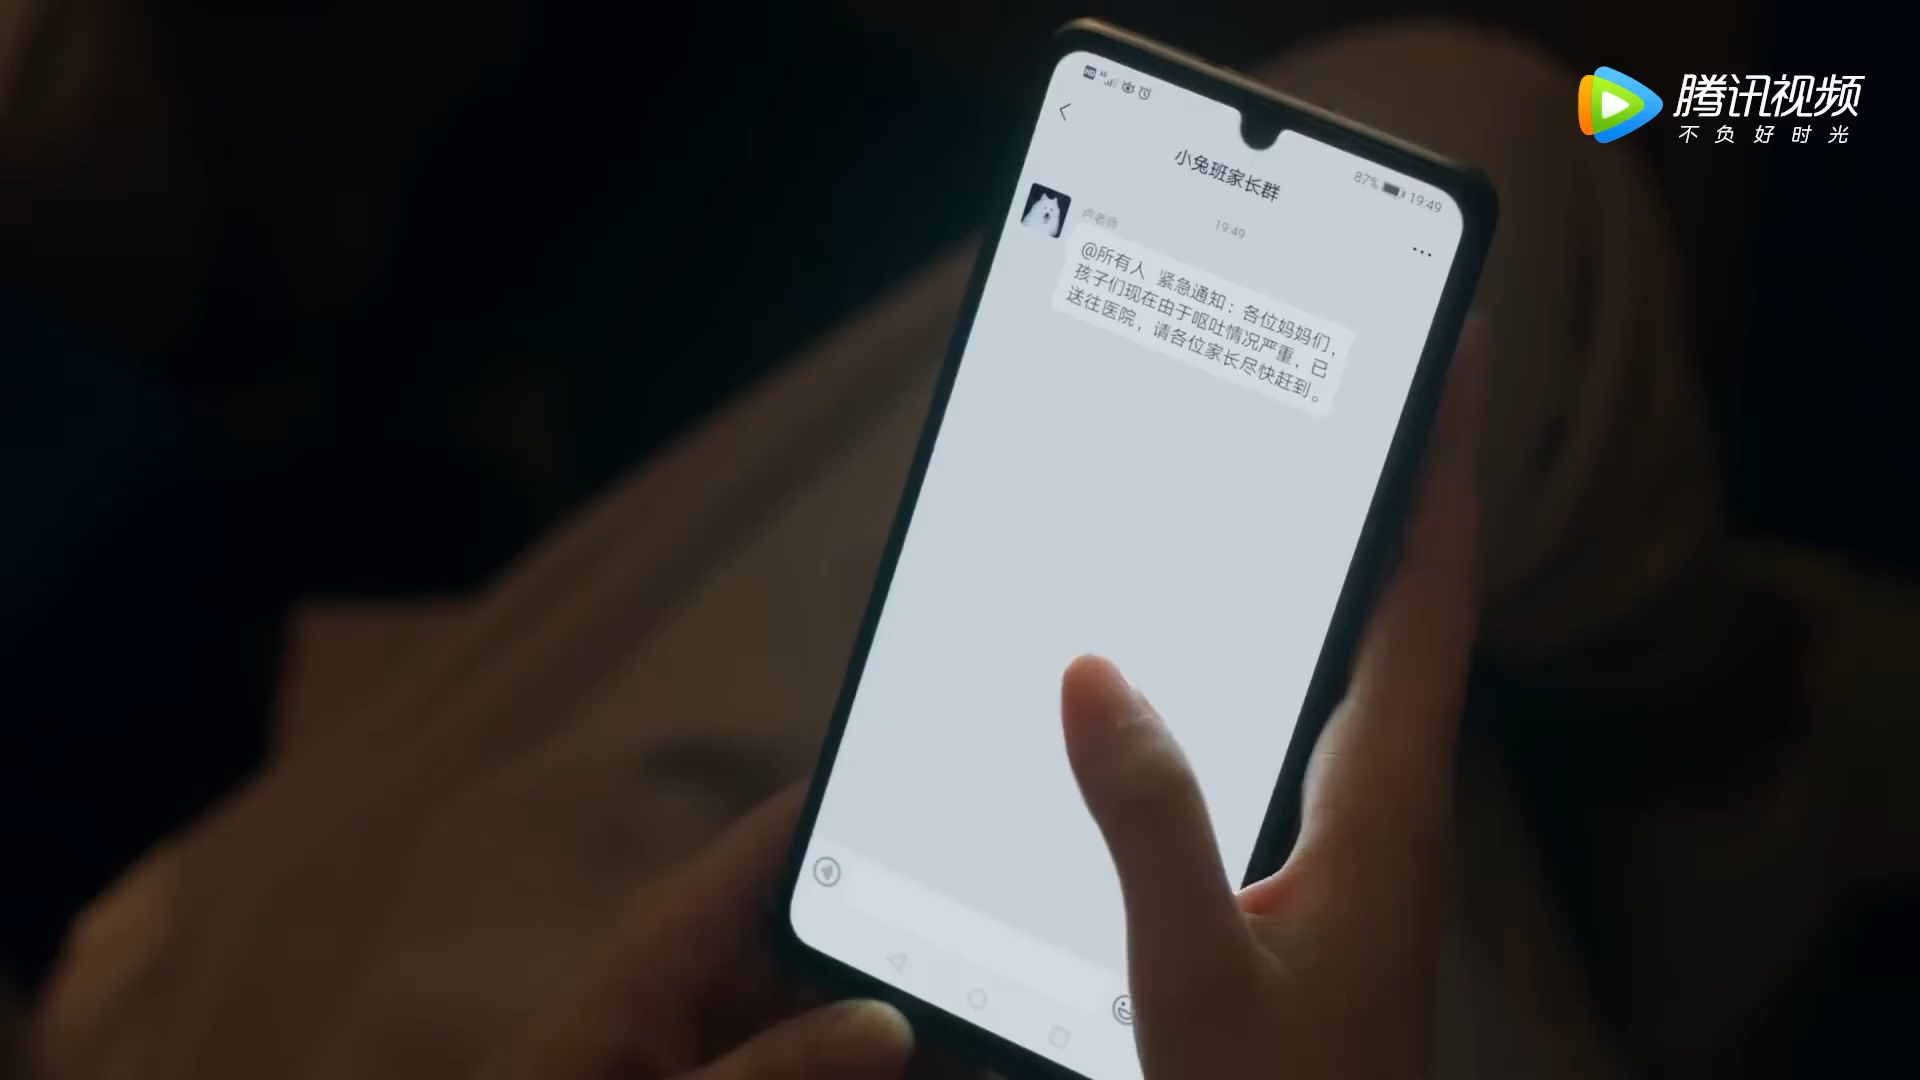 腾讯视频
不负好时光
HD 4G
87% 19:49
小兔班家长群
19:49
卢老师
@所有人 紧急通知：各位妈妈们，
孩子们现在由于呕吐情况严重，已
送往医院，请各位家长尽快赶到。